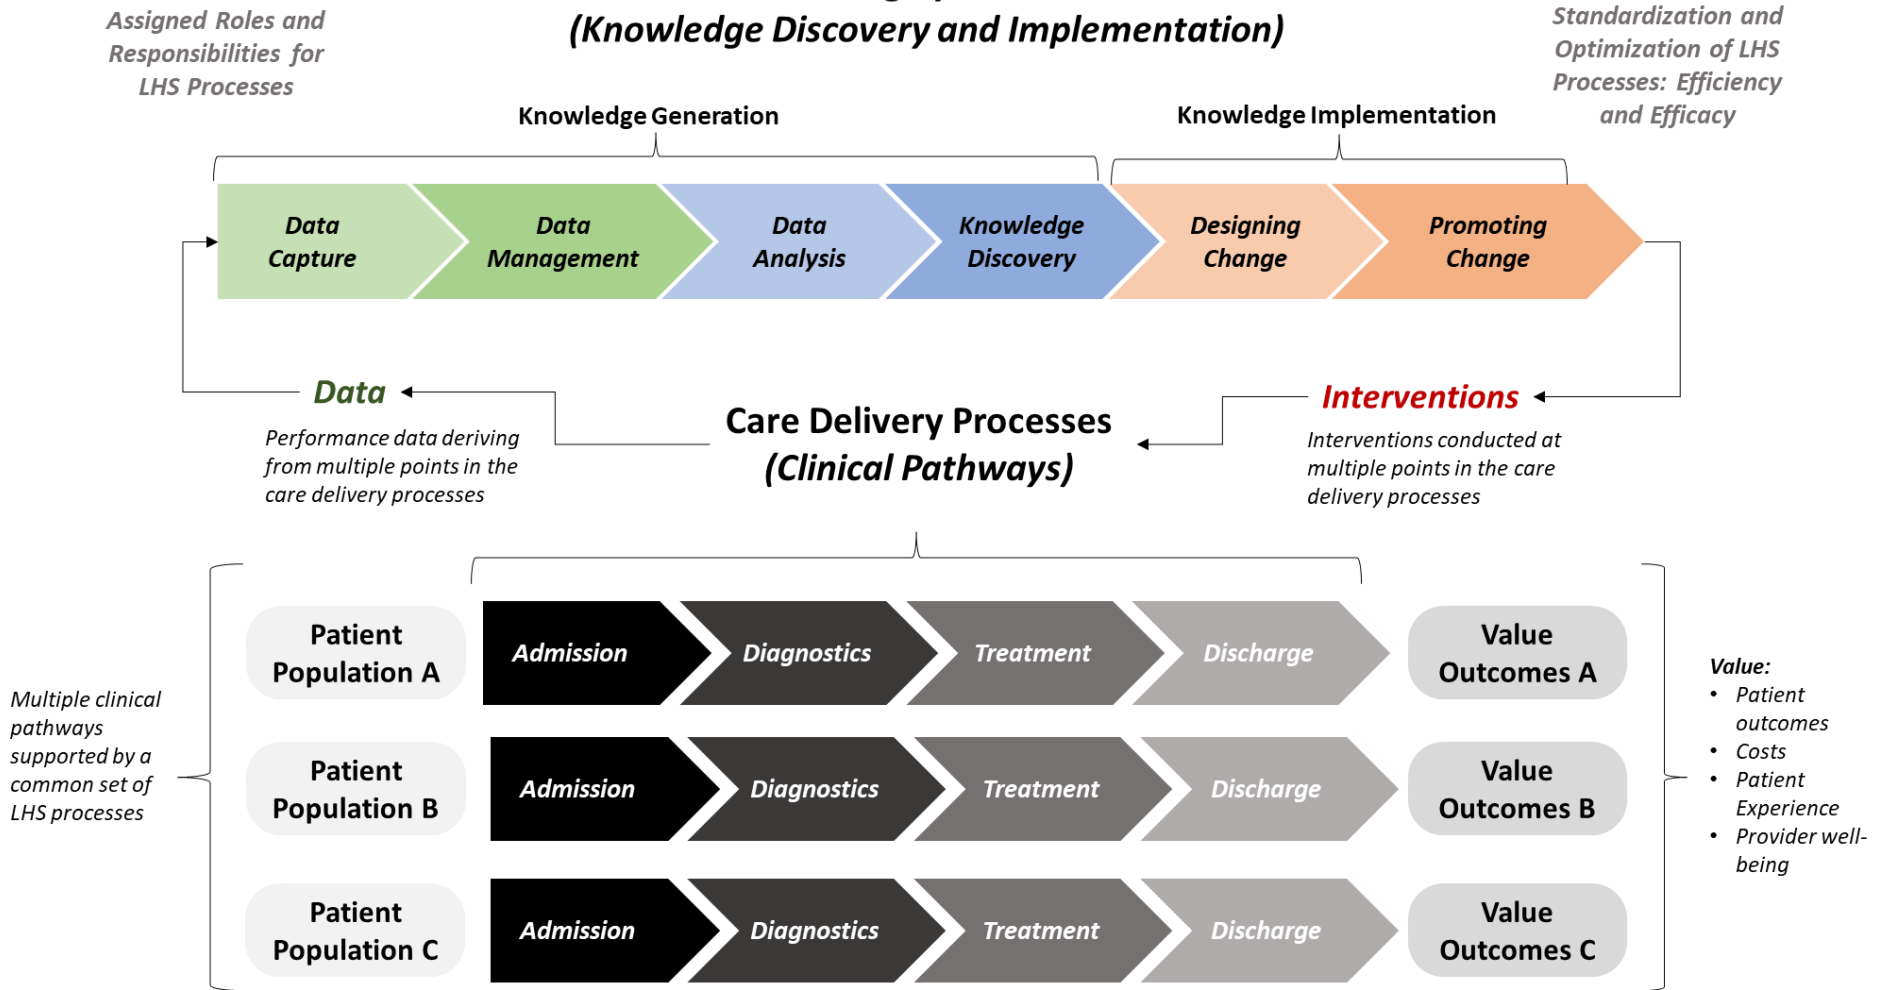 Assigned Roles and
Responsibilities for
LHS Processes
(Knowledge Discovery and Implementation)
Standardization and
Optimization of LHS
Processes: Efficiency
and Efficacy
Knowledge Generation
Knowledge Implementation
Data
Capture
Data
Management
Data
Analysis
Knowledge
Discovery
Designing
Change
Promoting
Change
Data
Performance data deriving
from multiple points in the
care delivery processes
Care Delivery Processes
(Clinical Pathways)
Interventions
Interventions conducted at
multiple points in the care
delivery processes
Multiple clinical
pathways
supported by a
common set of
LHS processes
Patient
Population A
Admission
Diagnostics
Treatment
Discharge
Value
Outcomes A
Patient
Population B
Admission
Diagnostics
Treatment
Discharge
Value
Outcomes B
Patient
Population C
Admission
Diagnostics
Treatment
Discharge
Value
Outcomes C
Value:
• Patient
outcomes
• Costs
• Patient
Experience
• Provider well-
being